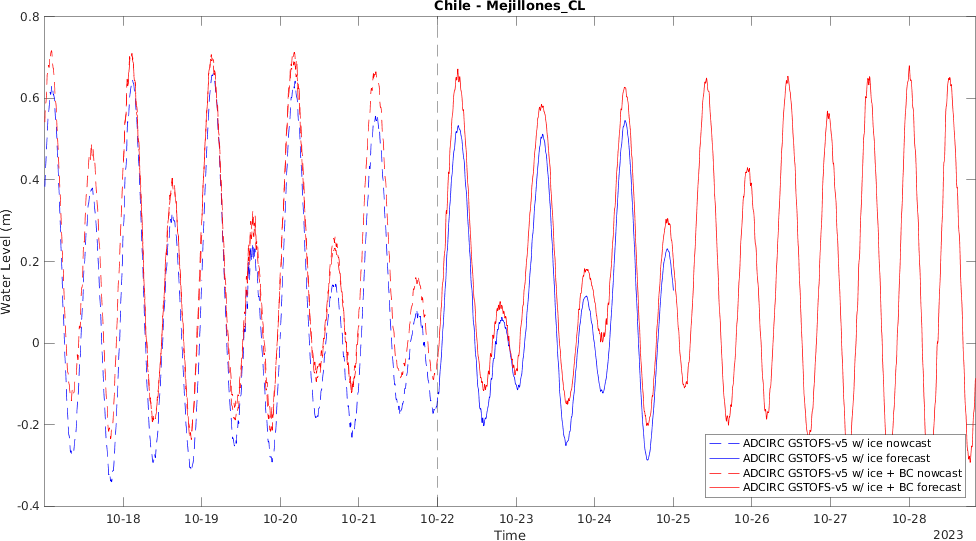 Chile - Mejillones_CL
Water Level (m)
0.8
0.6
0.4
0.2
0
-0.2
-0.4
10-18
10-19
10-20
10-21
10-22
10-23
10-24
10-25
10-26
10-27
10-28
Time
2023
ADCIRC GSTOFS-v5 w/ ice nowcast
ADCIRC GSTOFS-v5 w/ ice forecast
ADCIRC GSTOFS-v5 w/ ice + BC nowcast
ADCIRC GSTOFS-v5 w/ ice + BC forecast